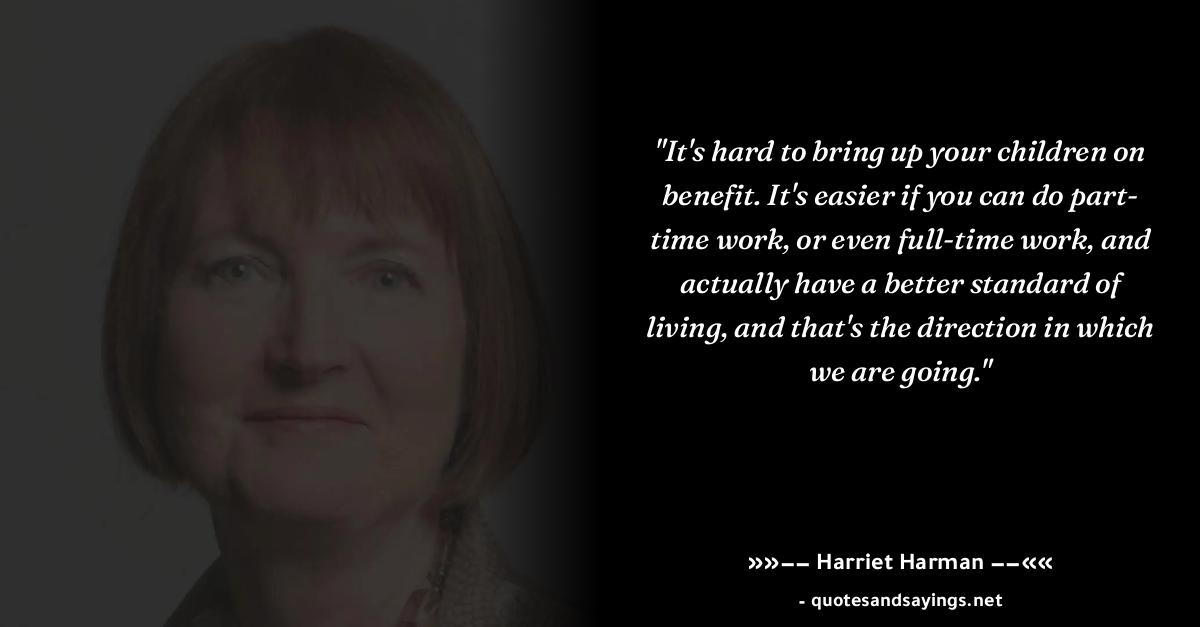 "It's hard to bring up your children on
benefit. It's easier if you can do part-
time work, or even full-time work, and
actually have a better standard of
living, and that's the direction in which
we are going."
»»-- Harriet Harman --««
- quotesandsayings.net